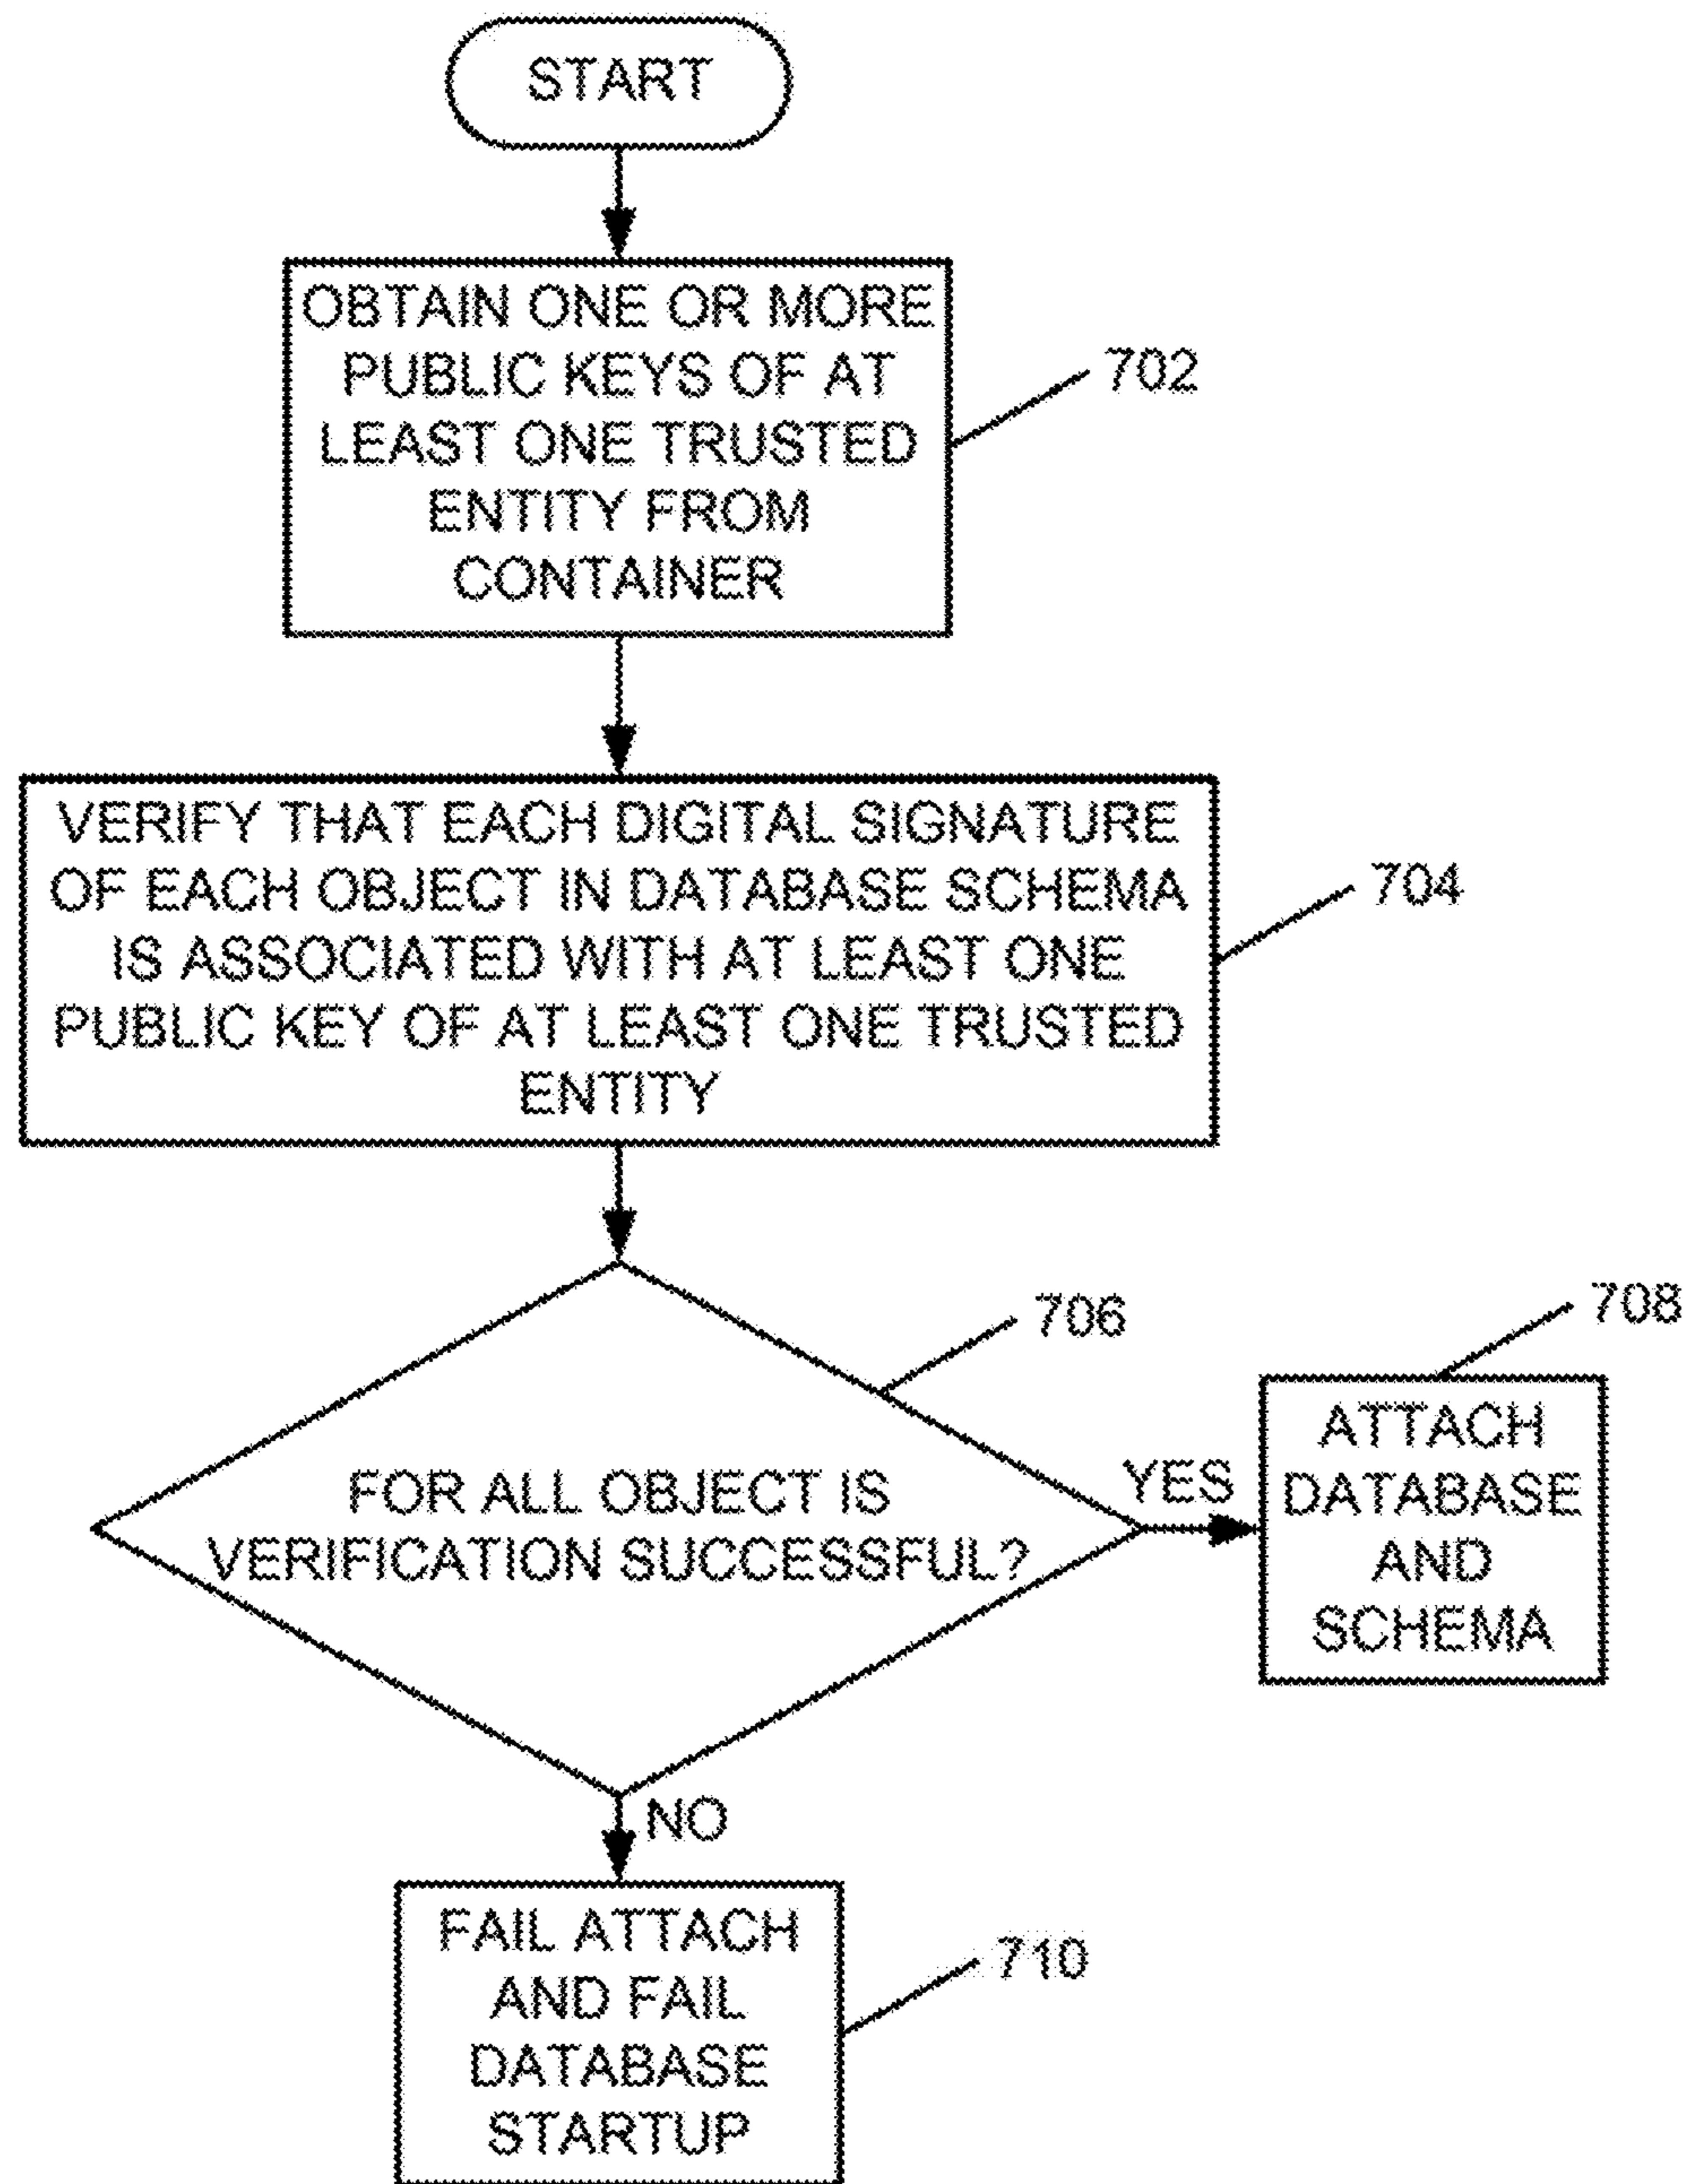 START
OBTAIN ONE OR MORE
PUBLIC KEYS OF AT
LEAST ONE TRUSTED
ENTITY FROM
CONTAINER
702
VERIFY THAT EACH DIGITAL SIGNATURE
OF EACH OBJECT IN DATABASE SCHEMA
IS ASSOCIATED WITH AT LEAST ONE
PUBLIC KEY OF AT LEAST ONE TRUSTED
ENTITY
704
706
FOR ALL OBJECT IS
VERIFICATION SUCCESSFUL?
YES
708
ATTACH
DATABASE
AND
SCHEMA
NO
FAIL ATTACH
AND FAIL
DATABASE
STARTUP
710